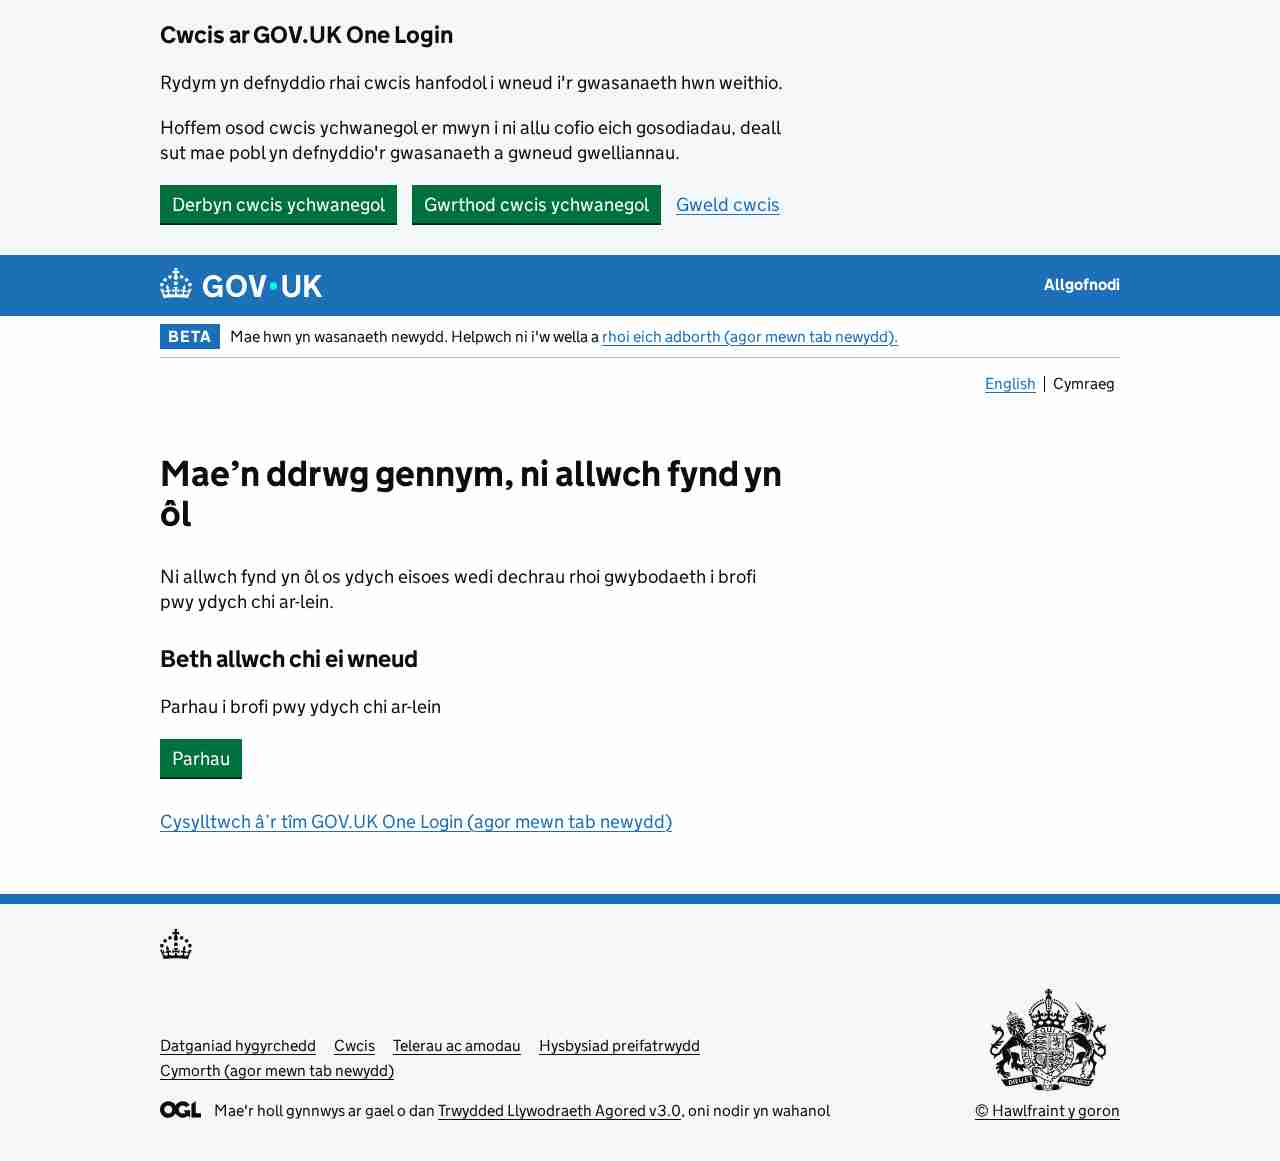 Cwcis ar GOV.UK One Login
Rydym yn defnyddio rhai cwcis hanfodol i wneud i'r gwasanaeth hwn weithio.
Hoffem osod cwcis ychwanegol er mwyn i ni allu cofio eich gosodiadau, deall
sut mae pobl yn defnyddio'r gwasanaeth a gwneud gwelliannau.
Derbyn cwcis ychwanegol Gwrthod cwcis ychwanegol Gweld cwcis
GOV·UK Allgofnodi
BETA Mae hwn yn wasanaeth newydd. Helpwch ni i'w wella a rhoi eich adborth (agor mewn tab newydd).
English Cymraeg
Mae’n ddrwg gennym, ni allwch fynd yn
ôl
Ni allwch fynd yn ôl os ydych eisoes wedi dechrau rhoi gwybodaeth i brofi
pwy ydych chi ar-lein.
Beth allwch chi ei wneud
Parhau i brofi pwy ydych chi ar-lein
Parhau
Cysylltwch â’r tîm GOV.UK One Login (agor mewn tab newydd)
Datganiad hygyrchedd Cwcis Telerau ac amodau Hysbysiad preifatrwydd
Cymorth (agor mewn tab newydd)
OGL Mae'r holl gynnwys ar gael o dan Trwydded Llywodraeth Agored v3.0, oni nodir yn wahanol
© Hawlfraint y goron